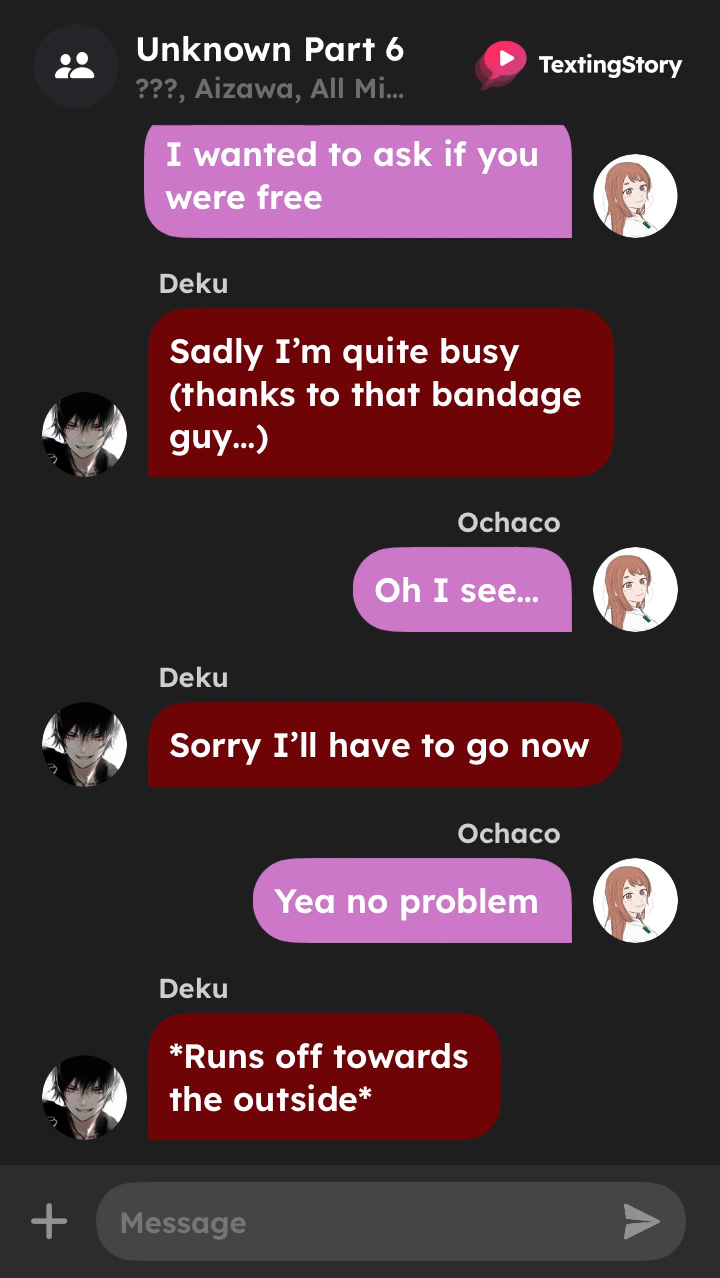 Unknown Part 6
???, Aizawa, All Mi...
TextingStory
I wanted to ask if you
were free
Deku
Sadly I’m quite busy
(thanks to that bandage
guy...)
Ochaco
Oh I see...
Deku
Sorry I’ll have to go now
Ochaco
Yea no problem
Deku
*Runs off towards
the outside*
Message